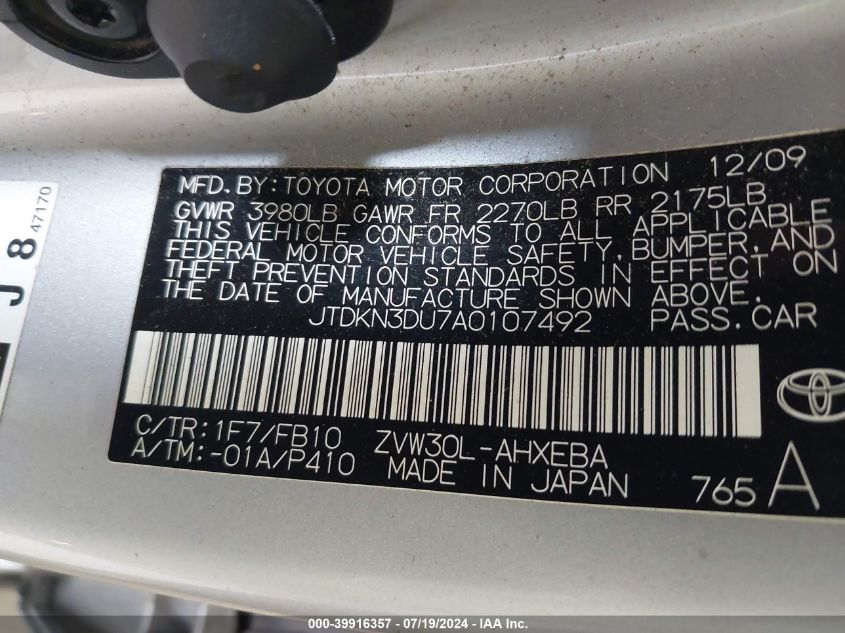 MFD. BY: TOYOTA MOTOR CORPORATION 12/09
GVWR 3980LB GAWR FR 2270LB RR 2175LB
THIS VEHICLE CONFORMS TO ALL APPLICABLE
FEDERAL MOTOR VEHICLE SAFETY, BUMPER, AND
THEFT PREVENTION STANDARDS IN EFFECT ON
THE DATE OF MANUFACTURE SHOWN ABOVE.
JTDKN3DU7A0107492 PASS.CAR
C/TR: 1F7/FB10 ZVW30L-AHXEBA
A/TM: -01A/P410 MADE IN JAPAN 765 A
J 8 47170
000-39916357 - 07/19/2024 - IAA Inc.